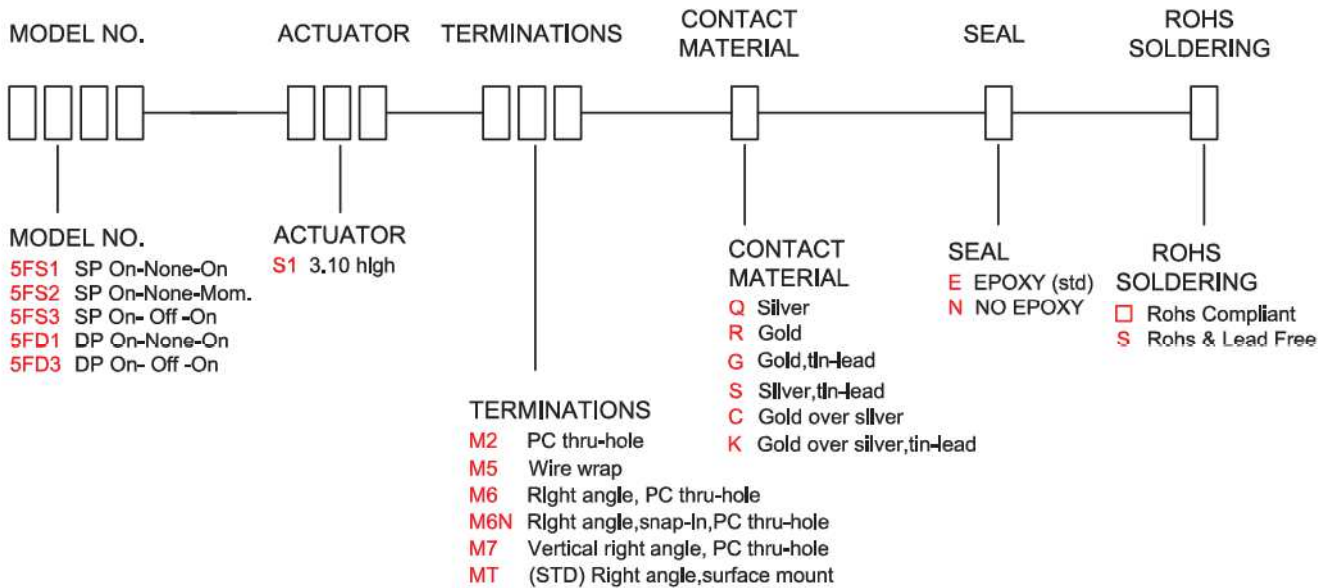 MODEL NO.
ACTUATOR
TERMINATIONS
CONTACT
MATERIAL
SEAL
ROHS
SOLDERING
MODEL NO.
5FS1 SP On-None-On
5FS2 SP On-None-Mom.
5FS3 SP On- Off -On
5FD1 DP On-None-On
5FD3 DP On- Off -On
ACTUATOR
S1 3.10 high
TERMINATIONS
M2 PC thru-hole
M5 Wire wrap
M6 Right angle, PC thru-hole
M6N Right angle,snap-in,PC thru-hole
M7 Vertical right angle, PC thru-hole
MT (STD) Right angle,surface mount
CONTACT
MATERIAL
Q Silver
R Gold
G Gold,tin-lead
S Silver,tin-lead
C Gold over silver
K Gold over silver,tin-lead
SEAL
E EPOXY (std)
N NO EPOXY
ROHS
SOLDERING
Rohs Compliant
S Rohs & Lead Free